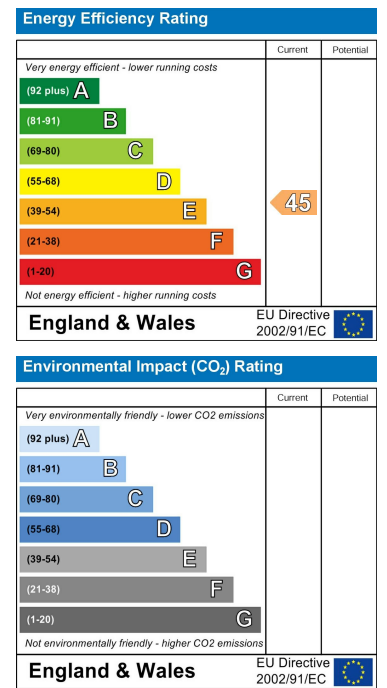 Energy Efficiency Rating
Current Potential
Very energy efficient - lower running costs
(92 plus) A
(81-91) B
(69-80) C
(55-68) D
(39-54) E
45
(21-38) F
(1-20) G
Not energy efficient - higher running costs
England & Wales
EU Directive
2002/91/EC
Environmental Impact (CO₂) Rating
Current Potential
Very environmentally friendly - lower CO2 emissions
(92 plus) A
(81-91) B
(69-80) C
(55-68) D
(39-54) E
(21-38) F
(1-20) G
Not environmentally friendly - higher CO2 emissions
England & Wales
EU Directive
2002/91/EC